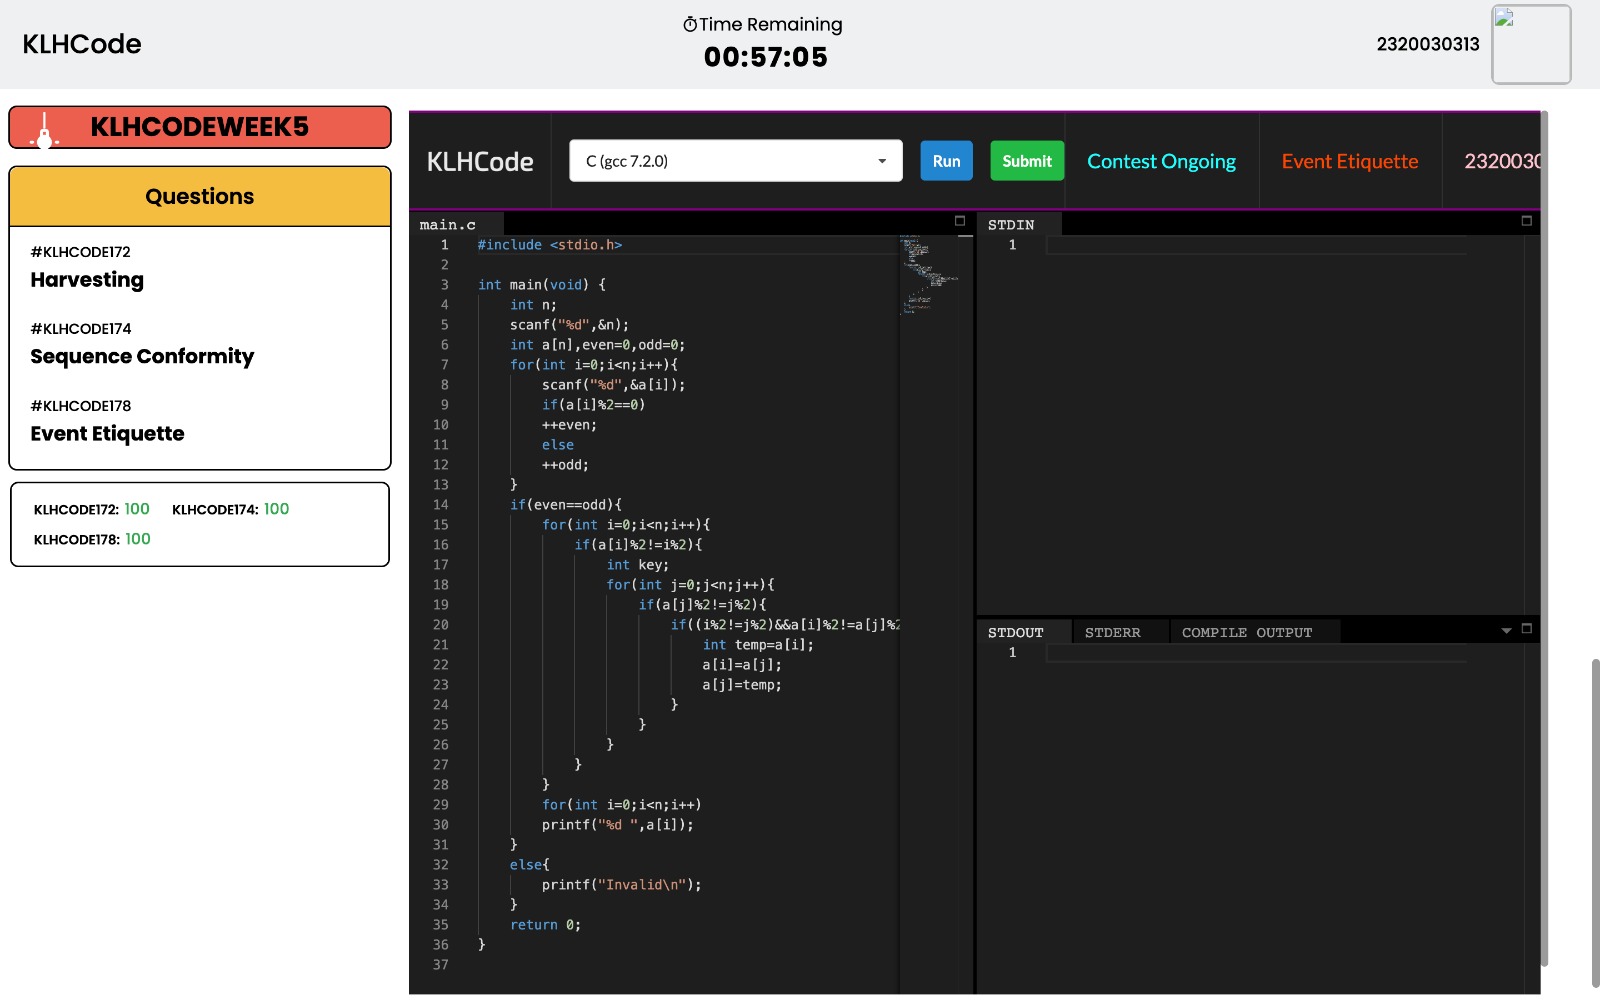 KLHCode
Time Remaining
00:57:05
2320030313
KLHCODEWEEK5
Questions
#KLHCODE172
Harvesting
#KLHCODE174
Sequence Conformity
#KLHCODE178
Event Etiquette
KLHCODE172: 100 KLHCODE174: 100
KLHCODE178: 100
KLHCode
C (gcc 7.2.0)
Run
Submit
Contest Ongoing
Event Etiquette
2320030
main.c
1 #include <stdio.h>
2
3 int main(void) {
4 int n;
5 scanf("%d",&n);
6 int a[n],even=0,odd=0;
7 for(int i=0;i<n;i++){
8 scanf("%d",&a[i]);
9 if(a[i]%2==0)
10 ++even;
11 else
12 ++odd;
13 }
14 if(even==odd){
15 for(int i=0;i<n;i++){
16 if(a[i]%2!=i%2){
17 int key;
18 for(int j=0;j<n;j++){
19 if(a[j]%2!=j%2){
20 if((i%2!=j%2)&&a[i]%2!=a[j]%2
21 int temp=a[i];
22 a[i]=a[j];
23 a[j]=temp;
24 }
25 }
26 }
27 }
28 }
29 for(int i=0;i<n;i++)
30 printf("%d ",a[i]);
31 }
32 else{
33 printf("Invalid\n");
34 }
35 return 0;
36 }
37
STDIN
1
STDOUT STDERR COMPILE OUTPUT
1